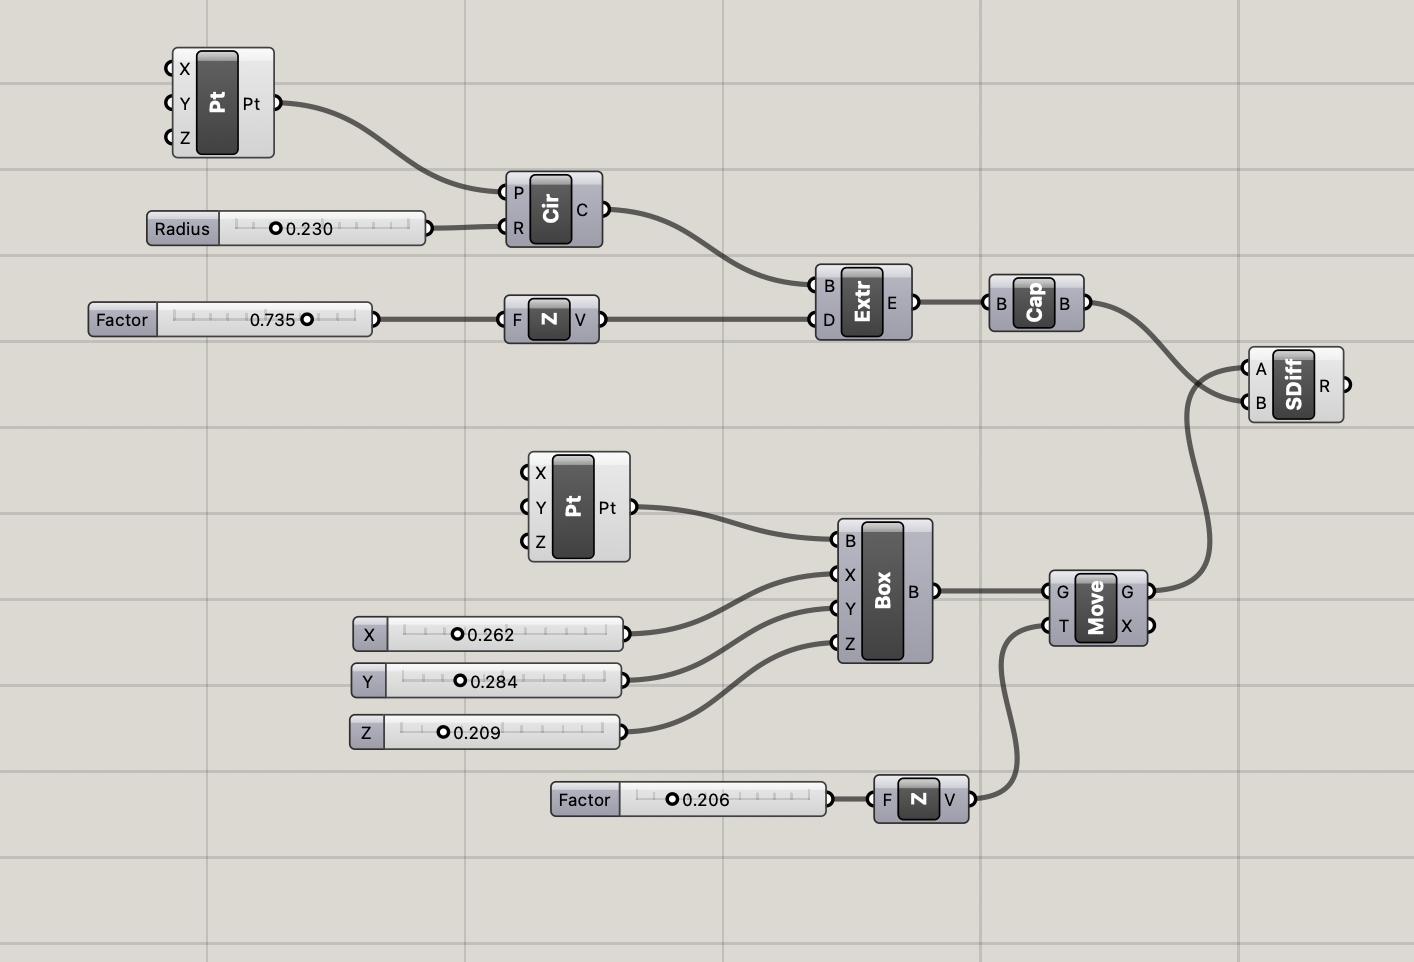 X
Y
Z
Pt
Pt
Radius
0.230
P
R
Cir
C
Factor
0.735
F
Z
V
B
D
Extr
E
B
Cap
B
A
B
SDiff
R
X
Y
Z
Pt
Pt
X
0.262
Y
0.284
Z
0.209
B
X
Y
Z
Box
B
G
T
Move
G
X
Factor
0.206
F
Z
V